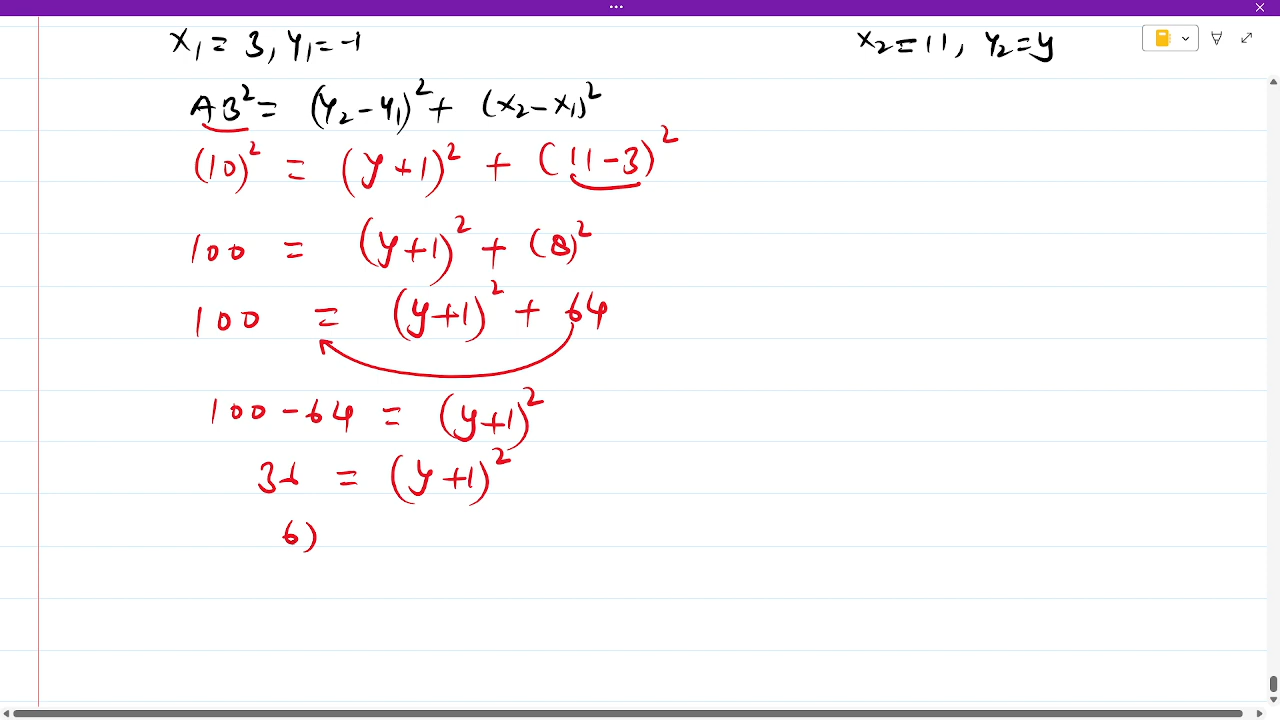 x₁ = 3, y₁ = -1 x₂ = 11, y₂ = y
AB² = (y₂ - y₁)² + (x₂ - x₁)²
(10)² = (y+1)² + (11-3)²
100 = (y+1)² + (8)²
100 = (y+1)² + 64
100 - 64 = (y+1)²
36 = (y+1)²
6)